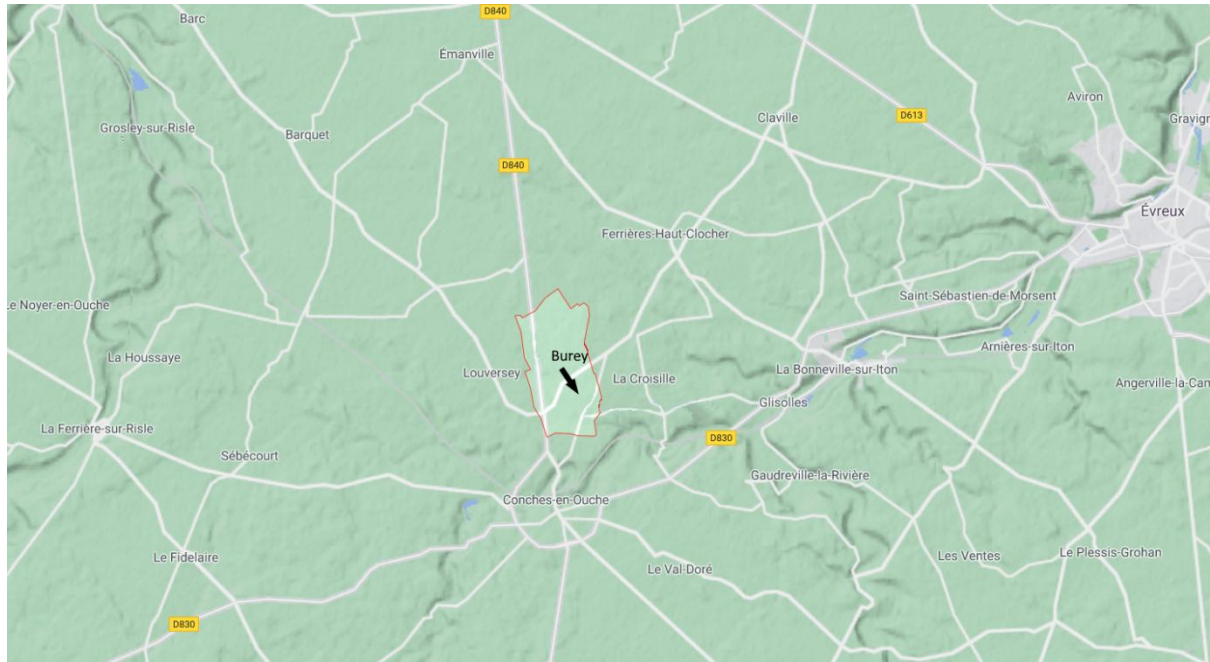 D840
Barc
Émanville
Aviron
D613
Claville
Gravign
Grosley-sur-Risle
Barquet
D840
Évreux
Ferrières-Haut-Clocher
Saint-Sébastien-de-Morsent
Le Noyer-en-Ouche
Arnières-sur-Iton
La Houssaye
Burey
Louversey
La Croisille
La Bonneville-sur-Iton
Angerville-la-Cam
Glisolles
La Ferrière-sur-Risle
D830
Sébécourt
Gaudreville-la-Rivière
Conches-en-Ouche
Le Fidelaire
Les Ventes
Le Plessis-Grohan
Le Val-Doré
D830